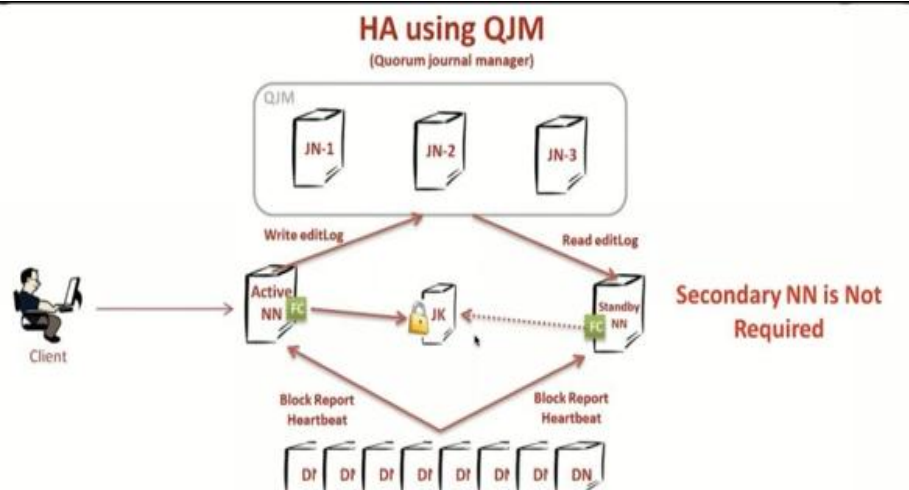 HA using QJM
(Quorum journal manager)
QJM
JN-1
JN-2
JN-3
Write editLog
Read editLog
Active
NN
FC
JK
FC
Standby
NN
Secondary NN is Not
Required
Client
Block Report
Heartbeat
Block Report
Heartbeat
DN